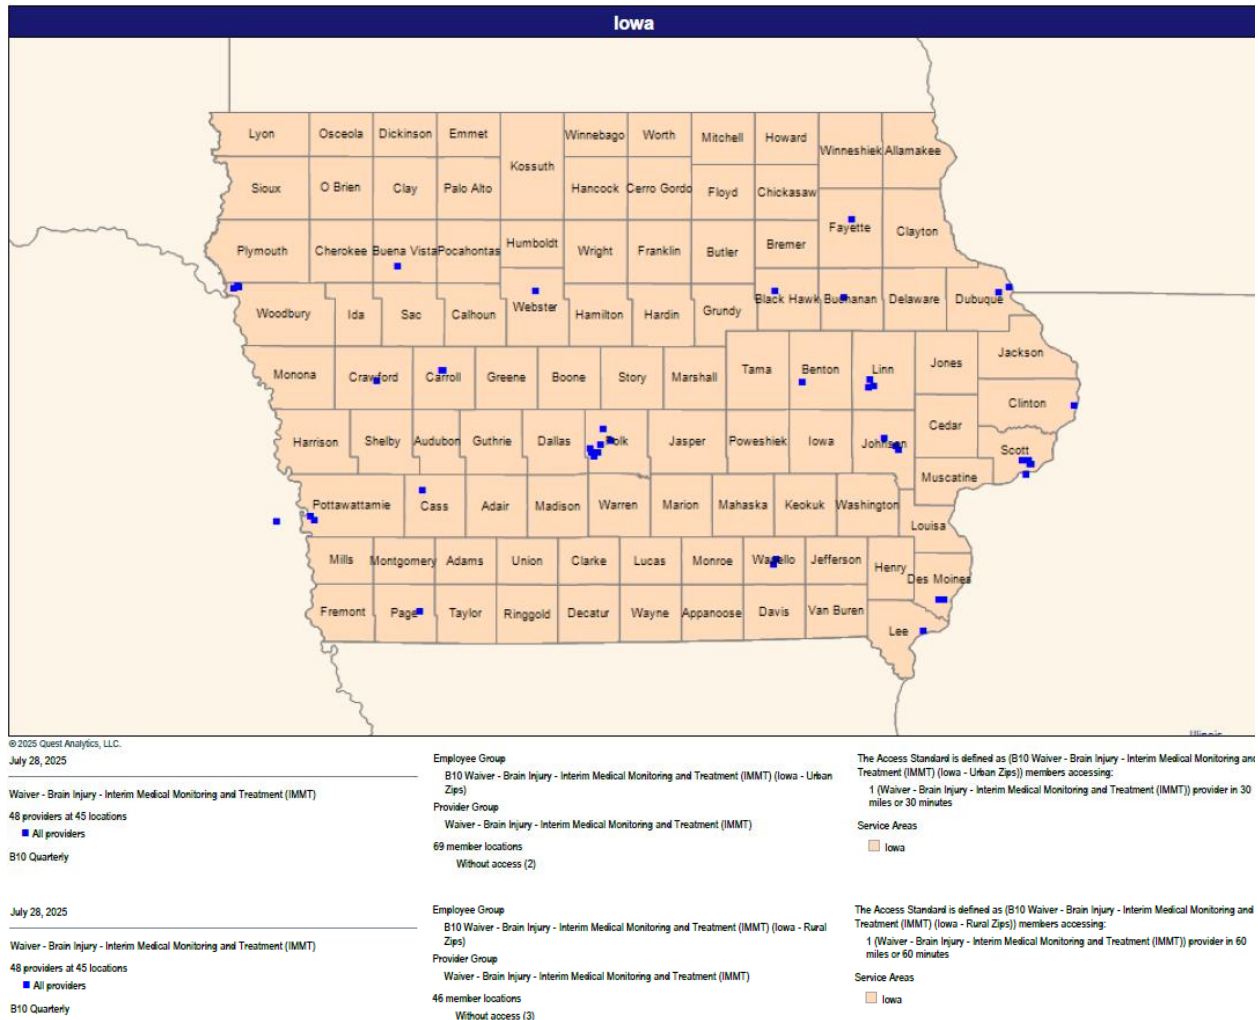 Iowa
Lyon Osceola Dickinson Emmet Winnebago Worth Mitchell Howard
Winneshiek Allamakee
Kossuth
Sioux O Brien Clay Palo Alto Hancock Cerro Gordo Floyd Chickasaw
Fayette Clayton
Plymouth Cherokee Buena Vista Pocahontas Humboldt Wright Franklin Butler Bremer
Woodbury Ida Sac Calhoun Webster Hamilton Hardin Grundy Black Hawk Buchanan Delaware Dubuque
Jackson
Monona Crawford Carroll Greene Boone Story Marshall Tama Benton Linn Jones
Clinton
Harrison Shelby Audubon Guthrie Dallas Polk Jasper Poweshiek Iowa Johnson Cedar
Scott
Muscatine
Pottawattamie Cass Adair Madison Warren Marion Mahaska Keokuk Washington
Louisa
Mills Montgomery Adams Union Clarke Lucas Monroe Wapello Jefferson Henry
Des Moines
Fremont Page Taylor Ringgold Decatur Wayne Appanoose Davis Van Buren
Lee
© 2025 Quest Analytics, LLC.
July 28, 2025
Waiver - Brain Injury - Interim Medical Monitoring and Treatment (IMMT)
48 providers at 45 locations
All providers
B10 Quarterly
Employee Group
B10 Waiver - Brain Injury - Interim Medical Monitoring and Treatment (IMMT) (Iowa - Urban
Zips)
Provider Group
Waiver - Brain Injury - Interim Medical Monitoring and Treatment (IMMT)
69 member locations
Without access (2)
The Access Standard is defined as (B10 Waiver - Brain Injury - Interim Medical Monitoring and
Treatment (IMMT) (Iowa - Urban Zips)) members accessing:
1 (Waiver - Brain Injury - Interim Medical Monitoring and Treatment (IMMT)) provider in 30
miles or 30 minutes
Service Areas
Iowa
July 28, 2025
Waiver - Brain Injury - Interim Medical Monitoring and Treatment (IMMT)
48 providers at 45 locations
All providers
B10 Quarterly
Employee Group
B10 Waiver - Brain Injury - Interim Medical Monitoring and Treatment (IMMT) (Iowa - Rural
Zips)
Provider Group
Waiver - Brain Injury - Interim Medical Monitoring and Treatment (IMMT)
46 member locations
Without access (3)
The Access Standard is defined as (B10 Waiver - Brain Injury - Interim Medical Monitoring and
Treatment (IMMT) (Iowa - Rural Zips)) members accessing:
1 (Waiver - Brain Injury - Interim Medical Monitoring and Treatment (IMMT)) provider in 60
miles or 60 minutes
Service Areas
Iowa